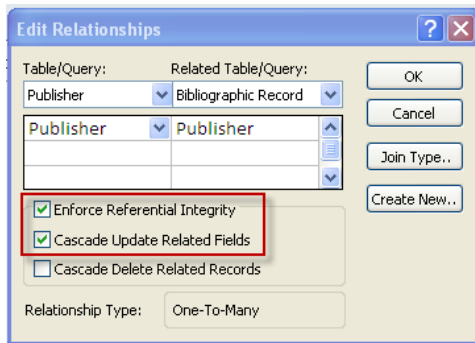 Edit Relationships
Table/Query: Related Table/Query:
Publisher Bibliographic Record
Publisher Publisher
OK
Cancel
Join Type..
Create New..
Enforce Referential Integrity
Cascade Update Related Fields
Cascade Delete Related Records
Relationship Type: One-To-Many